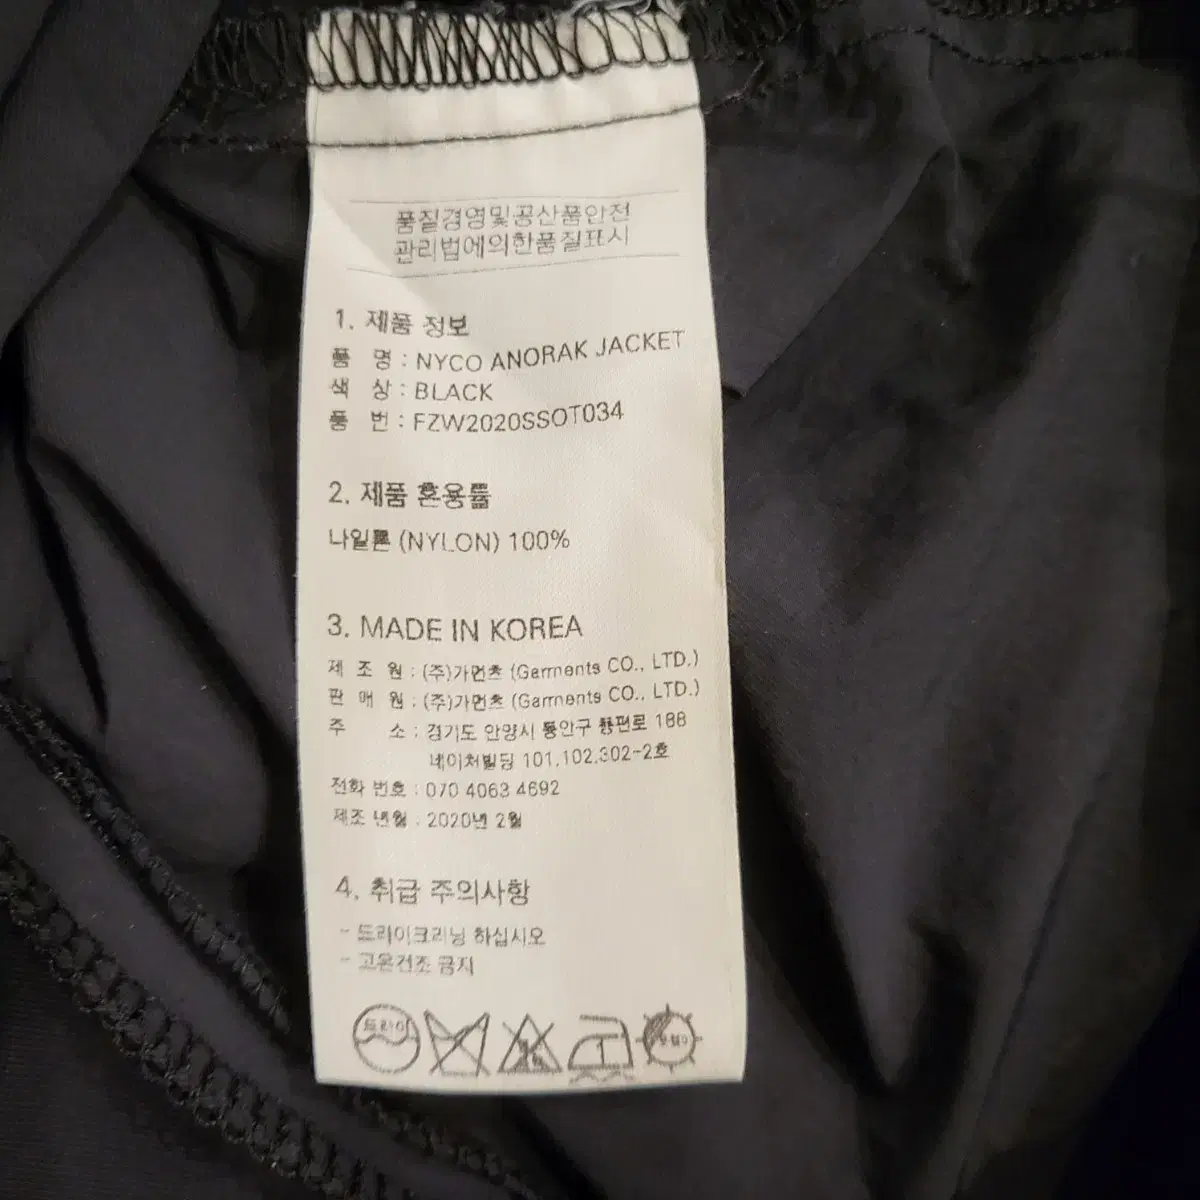 품질경영및공산품안전
관리법에의한품질표시
1. 제품 정보
품 명 : NYCO ANORAK JACKET
색 상 : BLACK
품 번 : FZW2020SSOT034
2. 제품 혼용률
나일론 (NYLON) 100%
3. MADE IN KOREA
제 조 원 : (주)가먼츠 (Garments CO., LTD.)
판 매 원 : (주)가먼츠 (Garments CO., LTD.)
주 소 : 경기도 안양시 동안구 흥 로 188
네이처빌딩 101,102,302-2호
전화 번호 : 070 4063 4692
제조 년월 : 2020년 2월
4. 취급 주의사항
- 드라이크리닝 하십시오
- 고온건조 금지
드라이